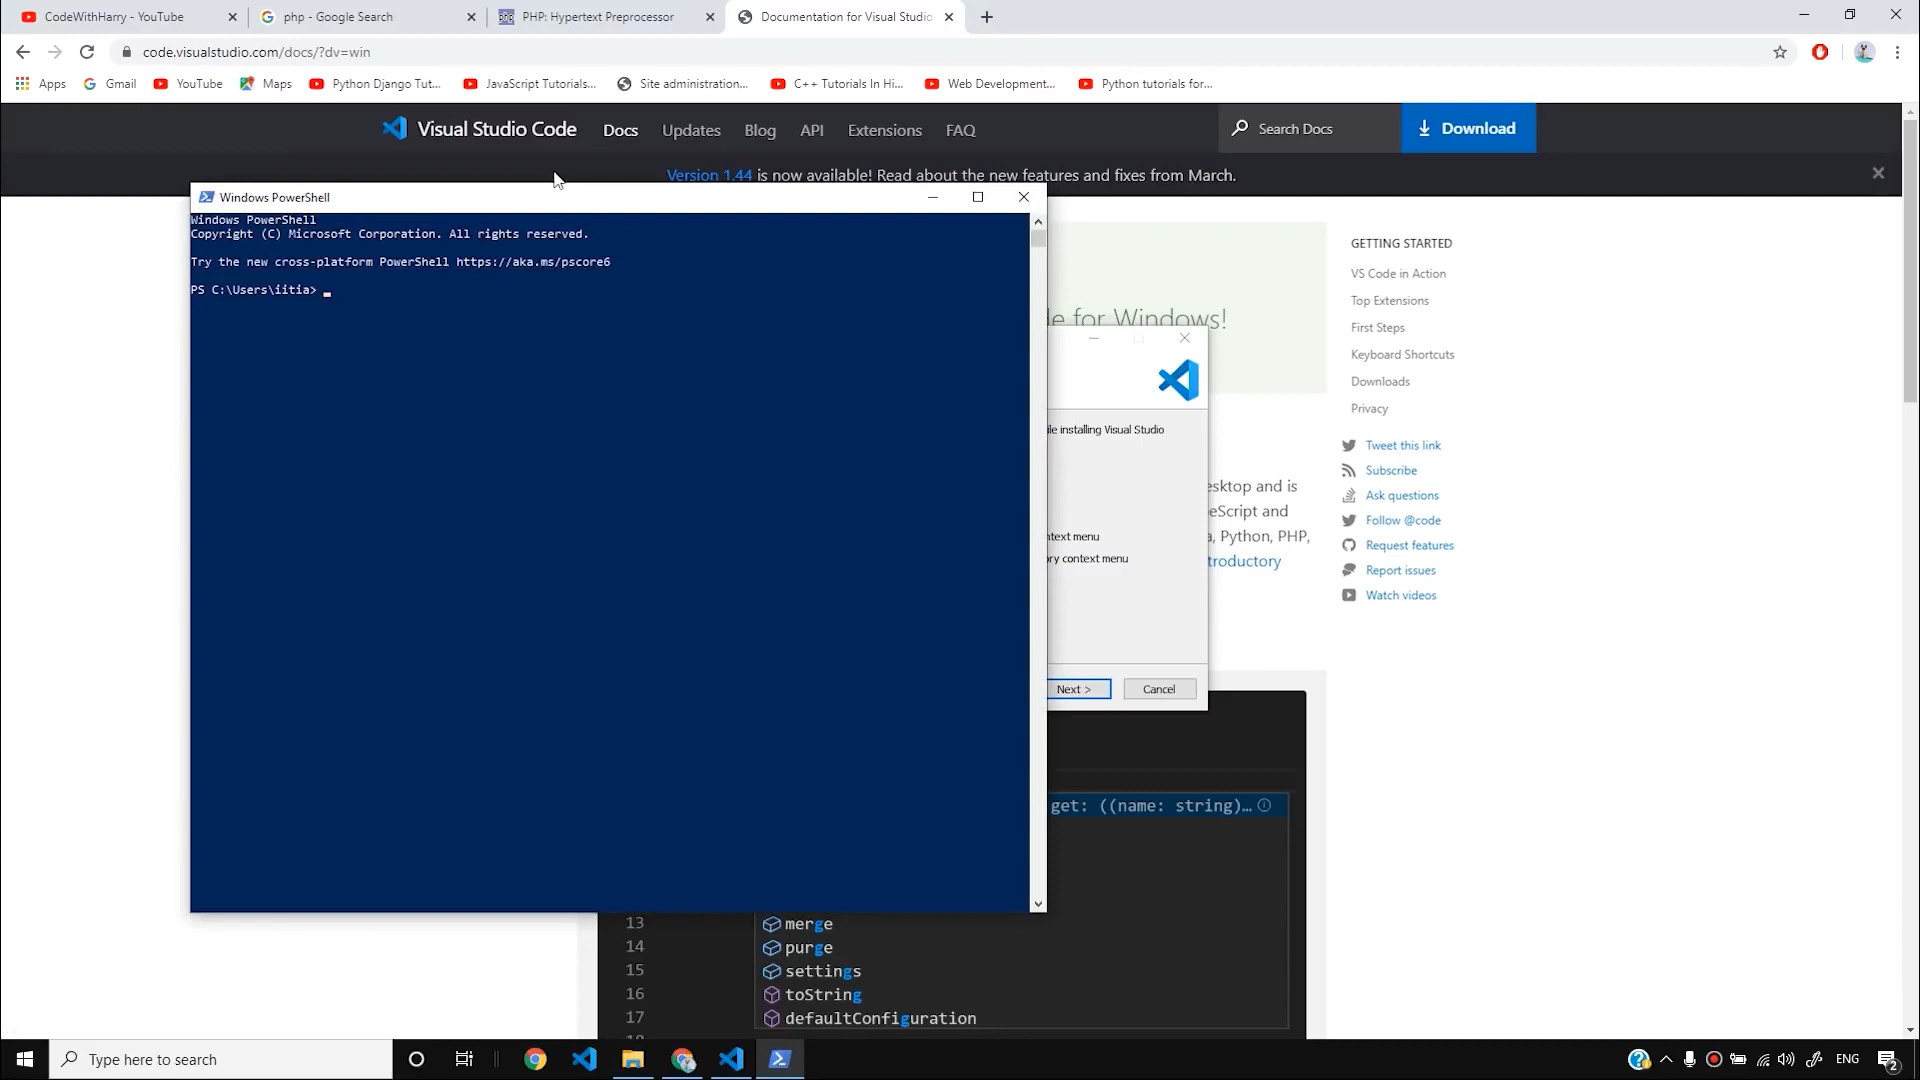 CodeWithHarry - YouTube
php - Google Search
PHP: Hypertext Preprocessor
Documentation for Visual Studio
code.visualstudio.com/docs/?dv=win
Apps
Gmail
YouTube
Maps
Python Django Tut...
JavaScript Tutorials...
Site administration...
C++ Tutorials In Hi...
Web Development...
Python tutorials for...
Visual Studio Code
Docs
Updates
Blog
API
Extensions
FAQ
Search Docs
Download
Version 1.44 is now available! Read about the new features and fixes from March.
Windows PowerShell
Windows PowerShell
Copyright (C) Microsoft Corporation. All rights reserved.
Try the new cross-platform PowerShell https://aka.ms/pscore6
PS C:\Users\iitia>
for Windows!
installing Visual Studio
menu
context menu
Next >
Cancel
and is
and
Python, PHP,
GETTING STARTED
VS Code in Action
Top Extensions
First Steps
Keyboard Shortcuts
Downloads
Privacy
Tweet this link
Subscribe
Ask questions
Follow @code
Request features
Report issues
Watch videos
get: ((name: string)...
13 merge
14 purge
15 settings
16 toString
17 defaultConfiguration
Type here to search
ENG
2